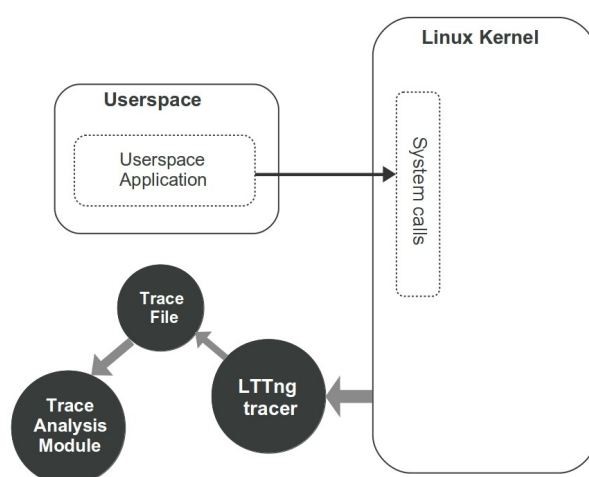 Linux Kernel
Userspace
Userspace
Application
System calls
Trace
File
LTTng
tracer
Trace
Analysis
Module